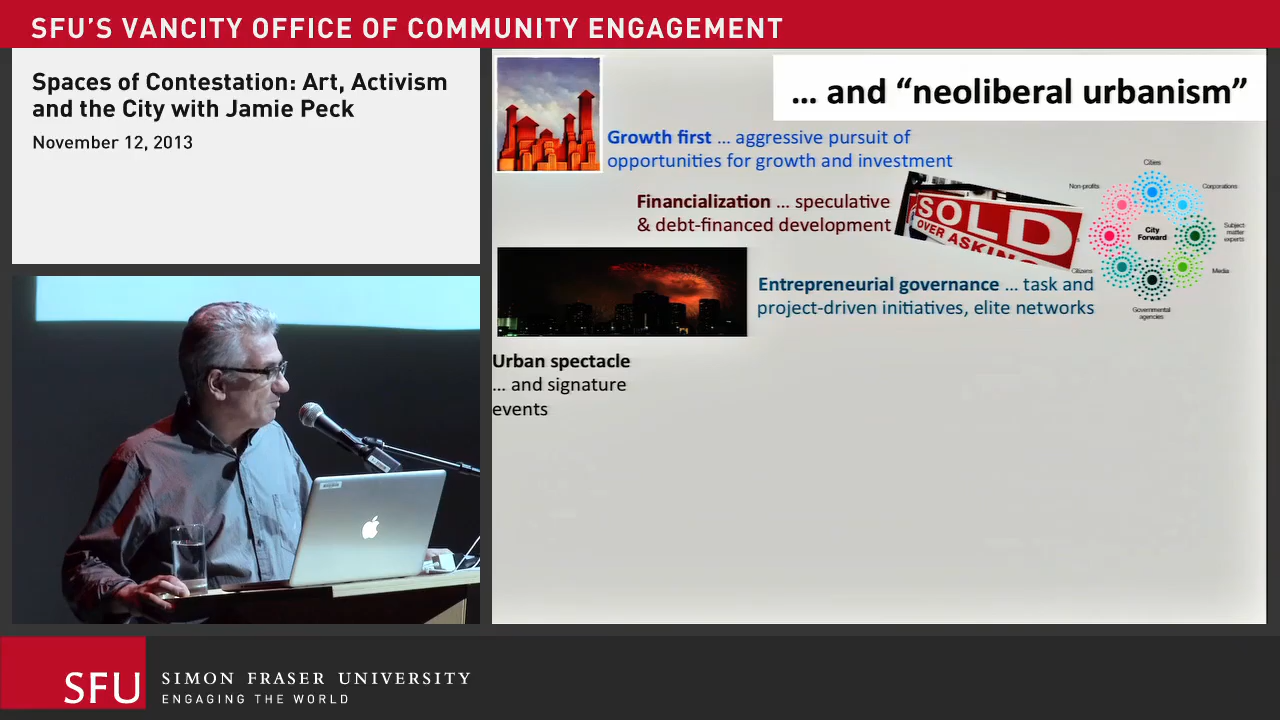 SFU'S VANCITY OFFICE OF COMMUNITY ENGAGEMENT
Spaces of Contestation: Art, Activism
and the City with Jamie Peck
November 12, 2013
... and “neoliberal urbanism”
Growth first ... aggressive pursuit of
opportunities for growth and investment
Financialization ... speculative
& debt-financed development
SOLD
OVER ASKING
Cities
Non-profits
Corporations
City
Forward
Subject
matter
experts
Citizens
Media
Governmental
agencies
Entrepreneurial governance ... task and
project-driven initiatives, elite networks
Urban spectacle
... and signature
events
SFU
SIMON FRASER UNIVERSITY
ENGAGING THE WORLD